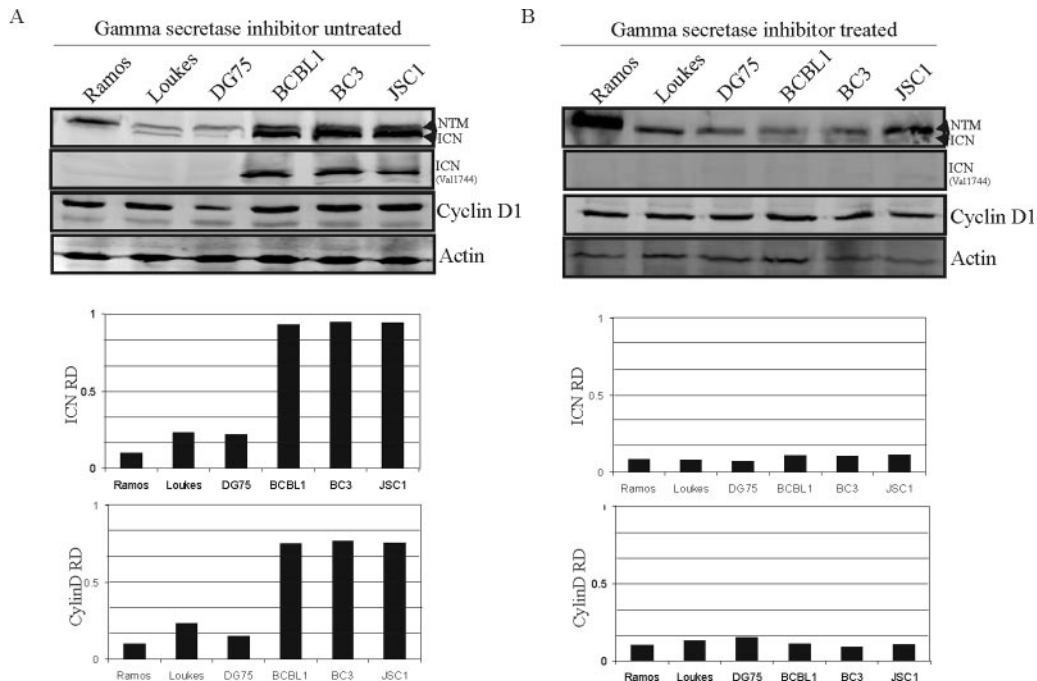 A
Gamma secretase inhibitor untreated
Ramos Loukes DG75 BCBL1 BC3 JSC1
NTM
ICN
ICN
(Val1744)
Cyclin D1
Actin
ICN RD
1
0.5
0
Ramos Loukes DG75 BCBL1 BC3 JSC1
CylinD RD
1
0.5
0
Ramos Loukes DG75 BCBL1 BC3 JSC1
B
Gamma secretase inhibitor treated
Ramos Loukes DG75 BCBL1 BC3 JSC1
NTM
ICN
ICN
(Val1744)
Cyclin D1
Actin
ICN RD
1
0.5
0
Ramos Loukes DG75 BCBL1 BC3 JSC1
CylinD RD
1
0.5
0
Ramos Loukes DG75 BCBL1 BC3 JSC1